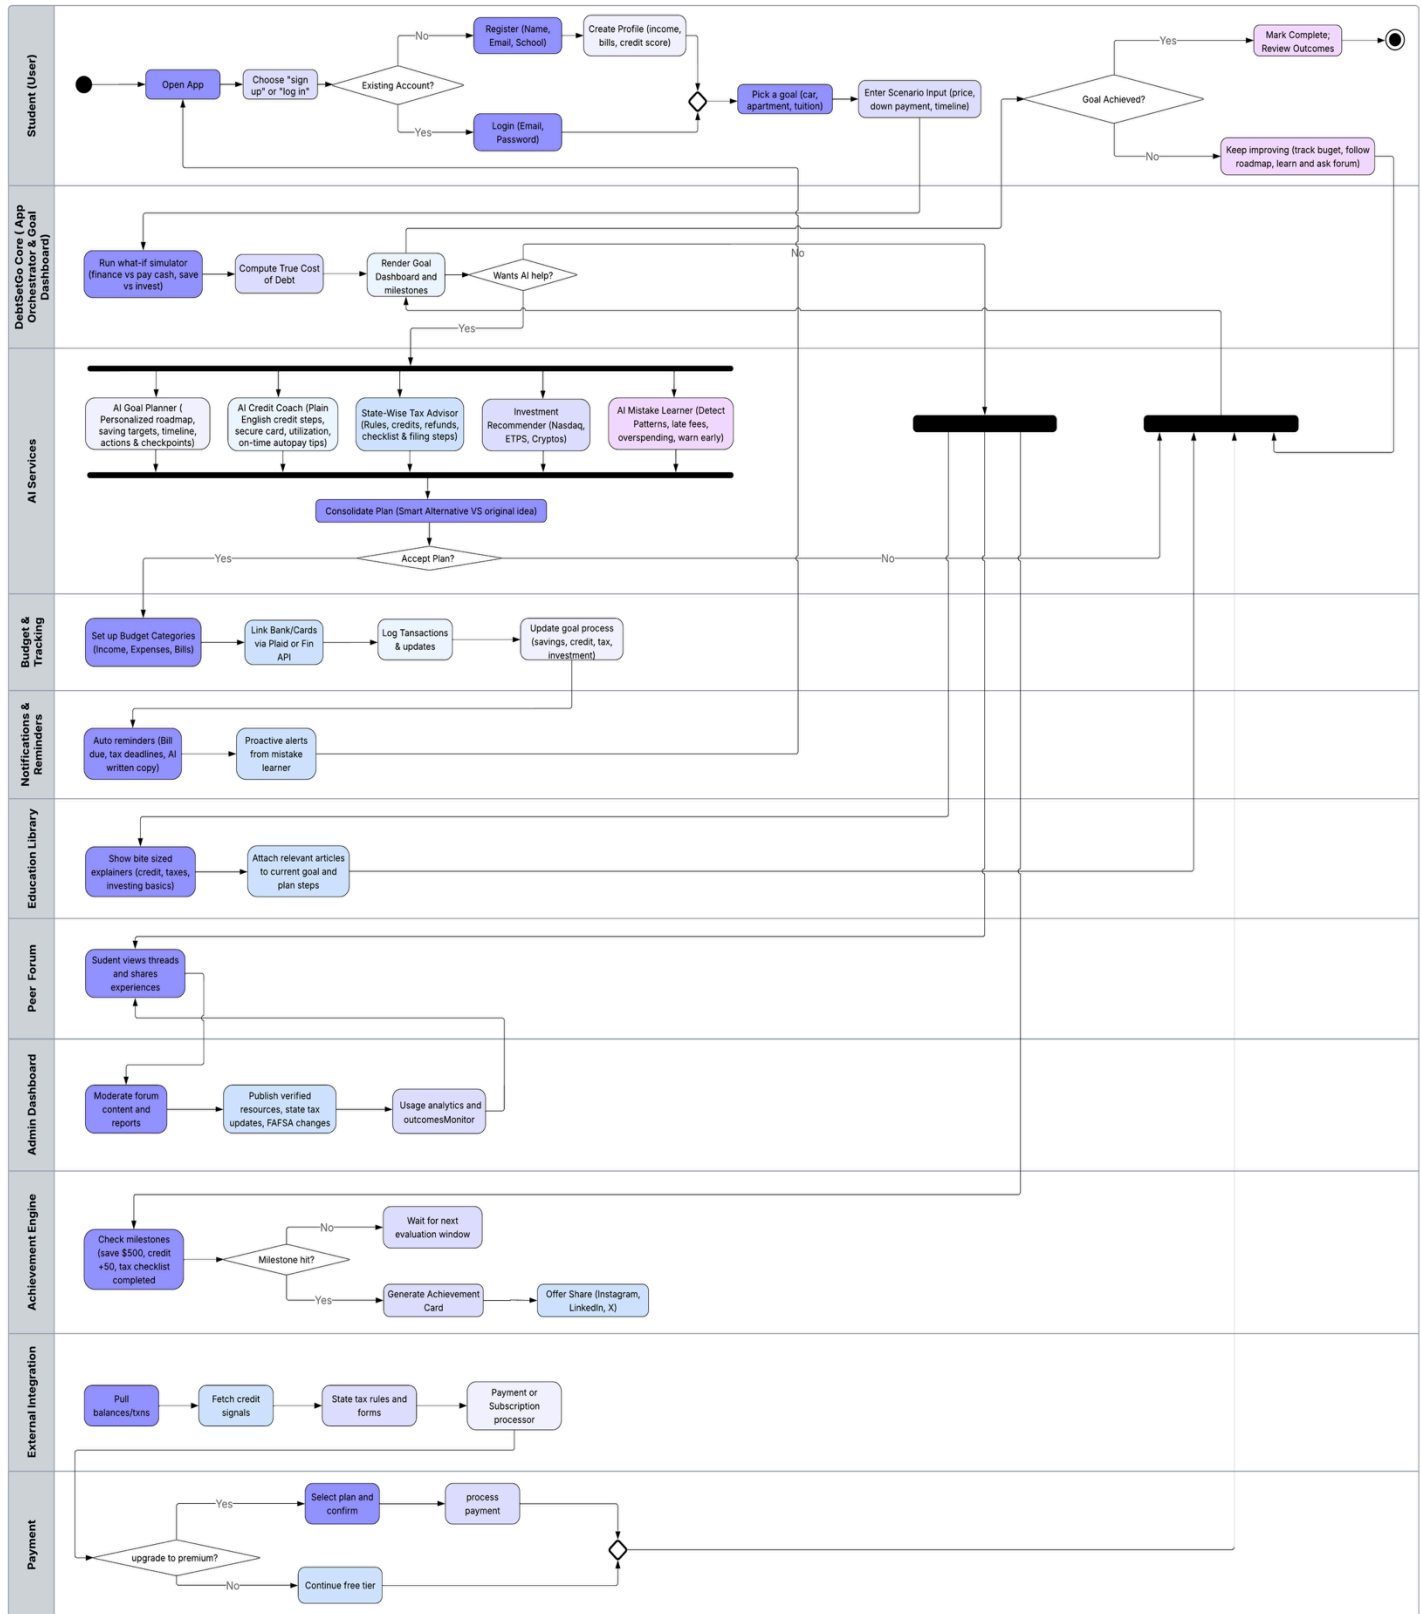 Student (User)
Open App
Choose "sign
up" or "log in"
Existing Account?
No
Register (Name,
Email, School)
Create Profile (income,
bills, credit score)
Yes
Login (Email,
Password)
Pick a goal (car,
apartment, tuition)
Enter Scenario Input (price,
down payment, timeline)
Goal Achieved?
Yes
Mark Complete;
Review Outcomes
No
Keep improving (track buget, follow
roadmap, learn and ask forum)
DebtSetGo Core ( App
Orchestrator & Goal
Dashboard)
Run what-if simulator
(finance vs pay cash, save
vs invest)
Compute True Cost
of Debt
Render Goal
Dashboard and
milestones
Wants AI help?
No
Yes
AI Services
AI Goal Planner (
Personalized roadmap,
saving targets, timeline,
actions & checkpoints)
AI Credit Coach (Plain
English credit steps,
secure card, utilization,
on-time autopay tips)
State-Wise Tax Advisor
(Rules, credits, refunds,
checklist & filing steps)
Investment
Recommender (Nasdaq,
ETPS, Cryptos)
AI Mistake Learner (Detect
Patterns, late fees,
overspending, warn early)
Consolidate Plan (Smart Alternative VS original idea)
Accept Plan?
Yes
No
Budget &
Tracking
Set up Budget Categories
(Income, Expenses, Bills)
Link Bank/Cards
via Plaid or Fin
API
Log Tansactions
& updates
Update goal process
(savings, credit, tax,
investment)
Notifications &
Reminders
Auto reminders (Bill
due, tax deadlines, AI
written copy)
Proactive alerts
from mistake
learner
Education Library
Show bite sized
explainers (credit, taxes,
investing basics)
Attach relevant articles
to current goal and
plan steps
Peer Forum
Sudent views threads
and shares
experiences
Admin Dashboard
Moderate forum
content and
reports
Publish verified
resources, state tax
updates, FAFSA changes
Usage analytics and
outcomesMonitor
Achievement Engine
Check milestones
(save $500, credit
+50, tax checklist
completed
Milestone hit?
No
Wait for next
evaluation window
Yes
Generate Achievement
Card
Offer Share (Instagram,
LinkedIn, X)
External Integration
Pull
balances/txns
Fetch credit
signals
State tax rules and
forms
Payment or
Subscription
processor
Payment
upgrade to premium?
Yes
Select plan and
confirm
process
payment
No
Continue free tier